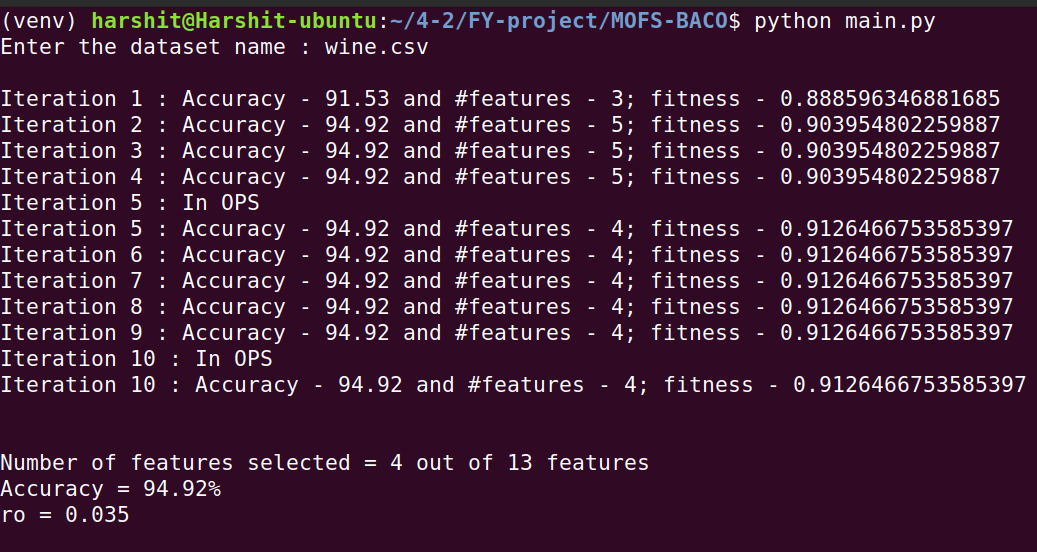 (venv) harshit@Harshit-ubuntu:~/4-2/FY-project/MOFS-BACO$ python main.py
Enter the dataset name : wine.csv
Iteration 1 : Accuracy - 91.53 and #features - 3; fitness - 0.888596346881685
Iteration 2 : Accuracy - 94.92 and #features - 5; fitness - 0.903954802259887
Iteration 3 : Accuracy - 94.92 and #features - 5; fitness - 0.903954802259887
Iteration 4 : Accuracy - 94.92 and #features - 5; fitness - 0.903954802259887
Iteration 5 : In OPS
Iteration 5 : Accuracy - 94.92 and #features - 4; fitness - 0.9126466753585397
Iteration 6 : Accuracy - 94.92 and #features - 4; fitness - 0.9126466753585397
Iteration 7 : Accuracy - 94.92 and #features - 4; fitness - 0.9126466753585397
Iteration 8 : Accuracy - 94.92 and #features - 4; fitness - 0.9126466753585397
Iteration 9 : Accuracy - 94.92 and #features - 4; fitness - 0.9126466753585397
Iteration 10 : In OPS
Iteration 10 : Accuracy - 94.92 and #features - 4; fitness - 0.9126466753585397
Number of features selected = 4 out of 13 features
Accuracy = 94.92%
ro = 0.035